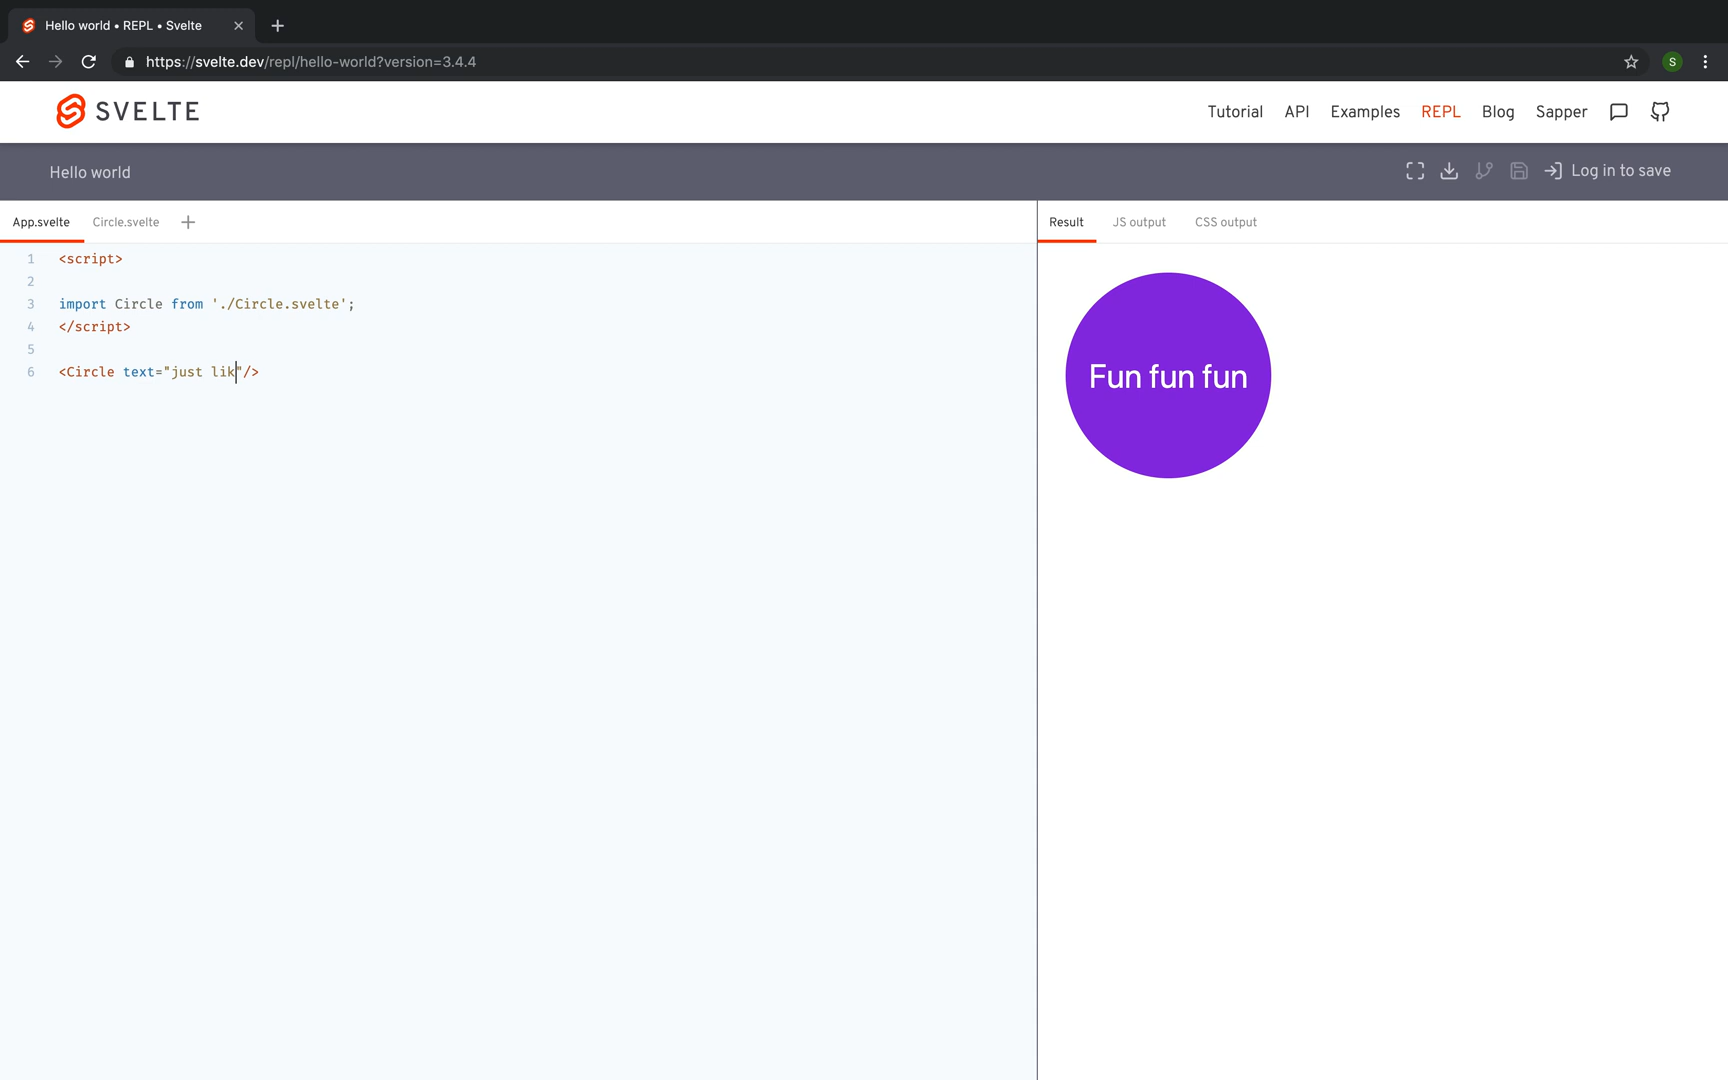 Hello world • REPL • Svelte
https://svelte.dev/repl/hello-world?version=3.4.4
S
SVELTE
Tutorial API Examples REPL Blog Sapper
Hello world
Log in to save
App.svelte Circle.svelte
Result JS output CSS output
1 <script>
2
3 import Circle from './Circle.svelte';
4 </script>
5
6 <Circle text="just lik"/>
Fun fun fun